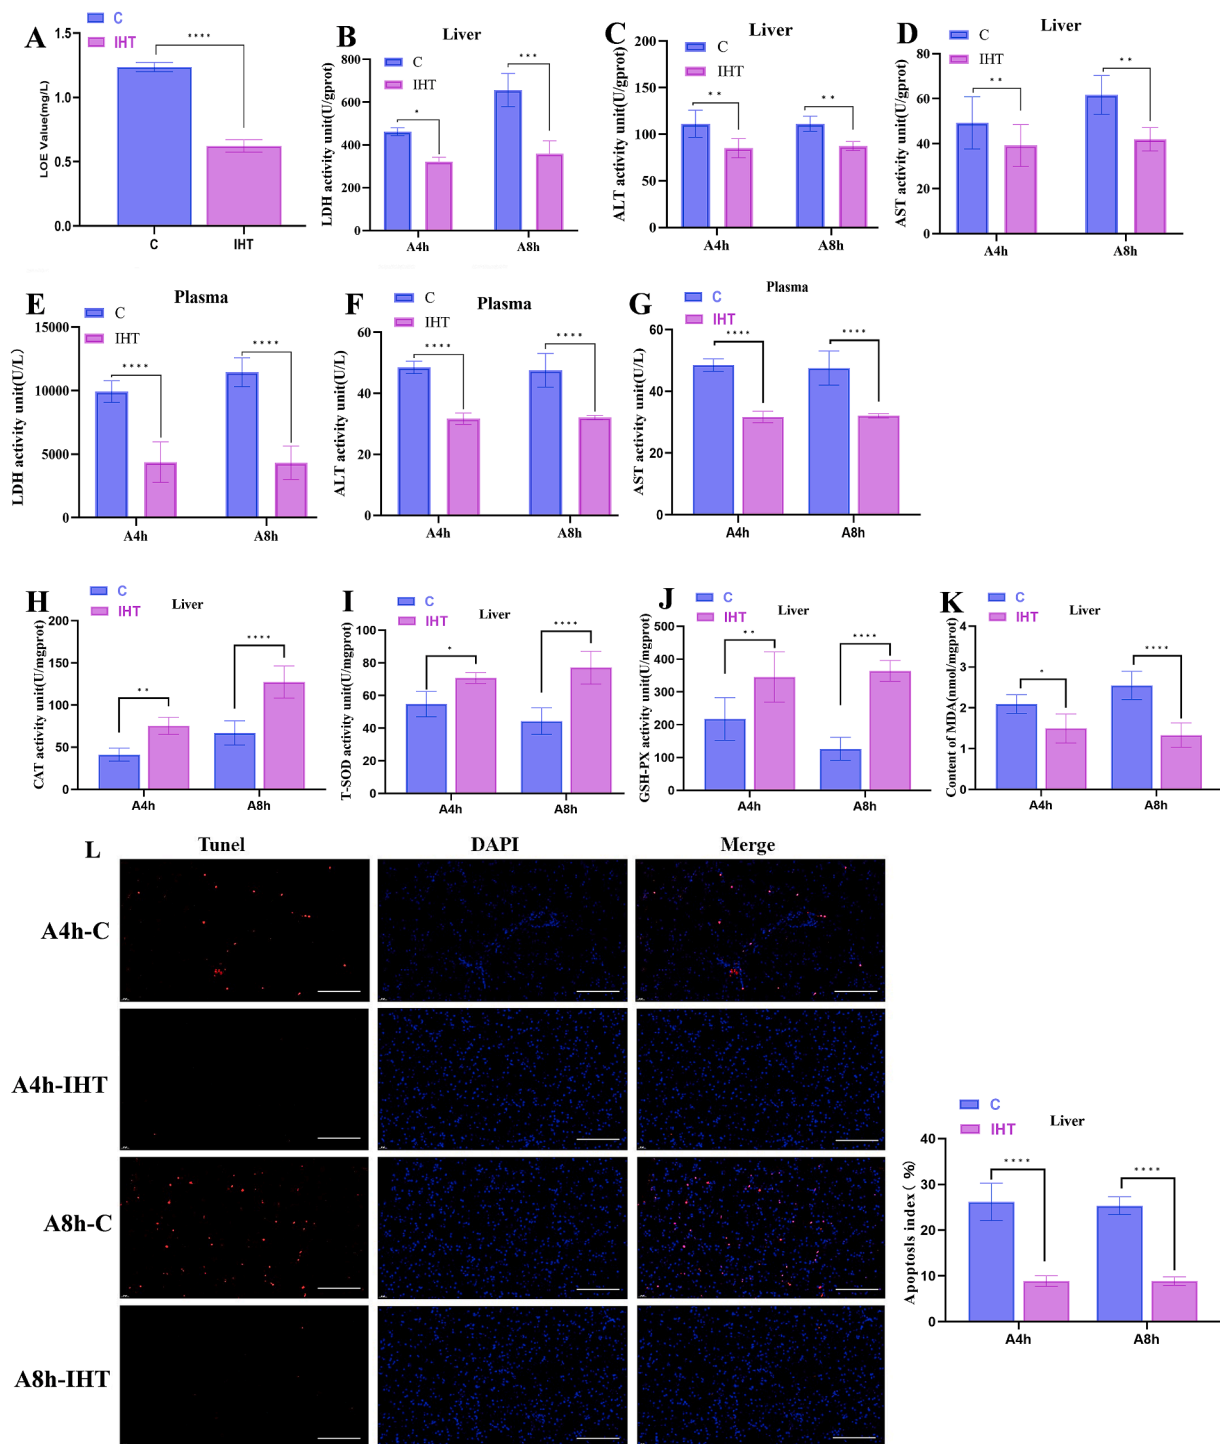 A
C
IHT
****
LOE Value(mg/L)
1.5
1.0
0.5
0.0
C
IHT
B
Liver
C
IHT
*
***
LDH activity unit(U/gprot)
800
600
400
200
0
A4h
A8h
C
Liver
C
IHT
**
**
ALT activity unit(U/gprot)
200
150
100
50
0
A4h
A8h
D
Liver
C
IHT
**
**
AST activity unit(U/gprot)
80
60
40
20
0
A4h
A8h
E
Plasma
C
IHT
****
****
LDH activity unit(U/L)
15000
10000
5000
0
A4h
A8h
F
Plasma
C
IHT
****
****
ALT activity unit(U/L)
60
40
20
0
A4h
A8h
G
Plasma
C
IHT
****
****
AST activity unit(U/L)
60
40
20
0
A4h
A8h
H
Liver
C
IHT
**
****
CAT activity unit(U/mgprot)
200
150
100
50
0
A4h
A8h
I
Liver
C
IHT
*
****
T-SOD activity unit(U/mgprot)
100
80
60
40
20
0
A4h
A8h
J
Liver
C
IHT
**
****
GSH-PX activity unit(U/mgprot)
500
400
300
200
100
0
A4h
A8h
K
Liver
C
IHT
*
****
Content of MDA(nmol/mgprot)
4
3
2
1
0
A4h
A8h
L
Tunel DAPI Merge
A4h-C
A4h-IHT
A8h-C
A8h-IHT
C
IHT
Liver
****
****
Apoptosis index ( %)
40
30
20
10
0
A4h
A8h